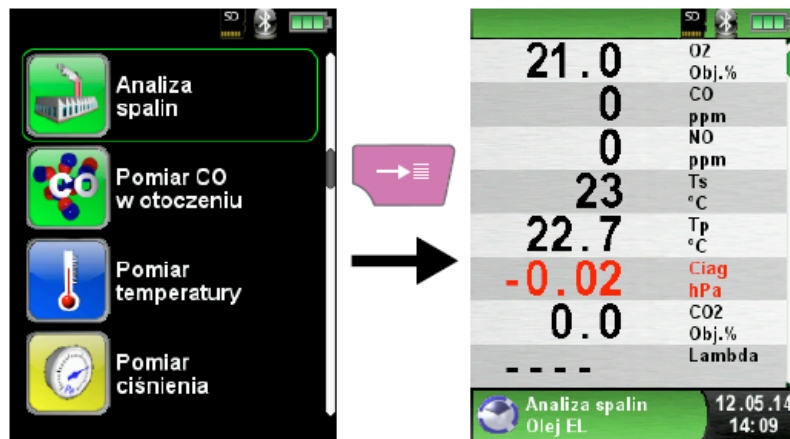 SD
Analiza
spalin
CO
Pomiar CO
w otoczeniu
Pomiar
temperatury
Pa
Pomiar
ciśnienia
SD
21.0 O2 Obj.%
0 CO ppm
0 NO ppm
23 Ts °C
22.7 Tp °C
-0.02 Ciag hPa
0.0 CO2 Obj.%
---- Lambda
Analiza spalin 12.05.14
Olej EL 14:09